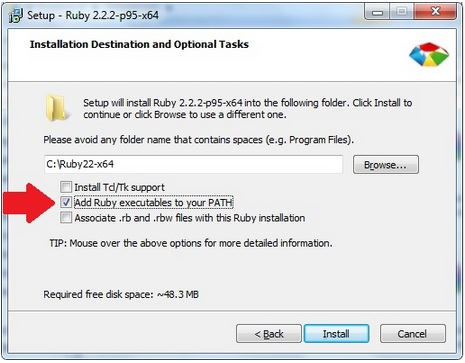 Setup - Ruby 2.2.2-p95-x64
Installation Destination and Optional Tasks
Setup will install Ruby 2.2.2-p95-x64 into the following folder. Click Install to
continue or click Browse to use a different one.
Please avoid any folder name that contains spaces (e.g. Program Files).
C:\Ruby22-x64
Browse...
Install Tcl/Tk support
Add Ruby executables to your PATH
Associate .rb and .rbw files with this Ruby installation
TIP: Mouse over the above options for more detailed information.
Required free disk space: ~48.3 MB
< Back
Install
Cancel